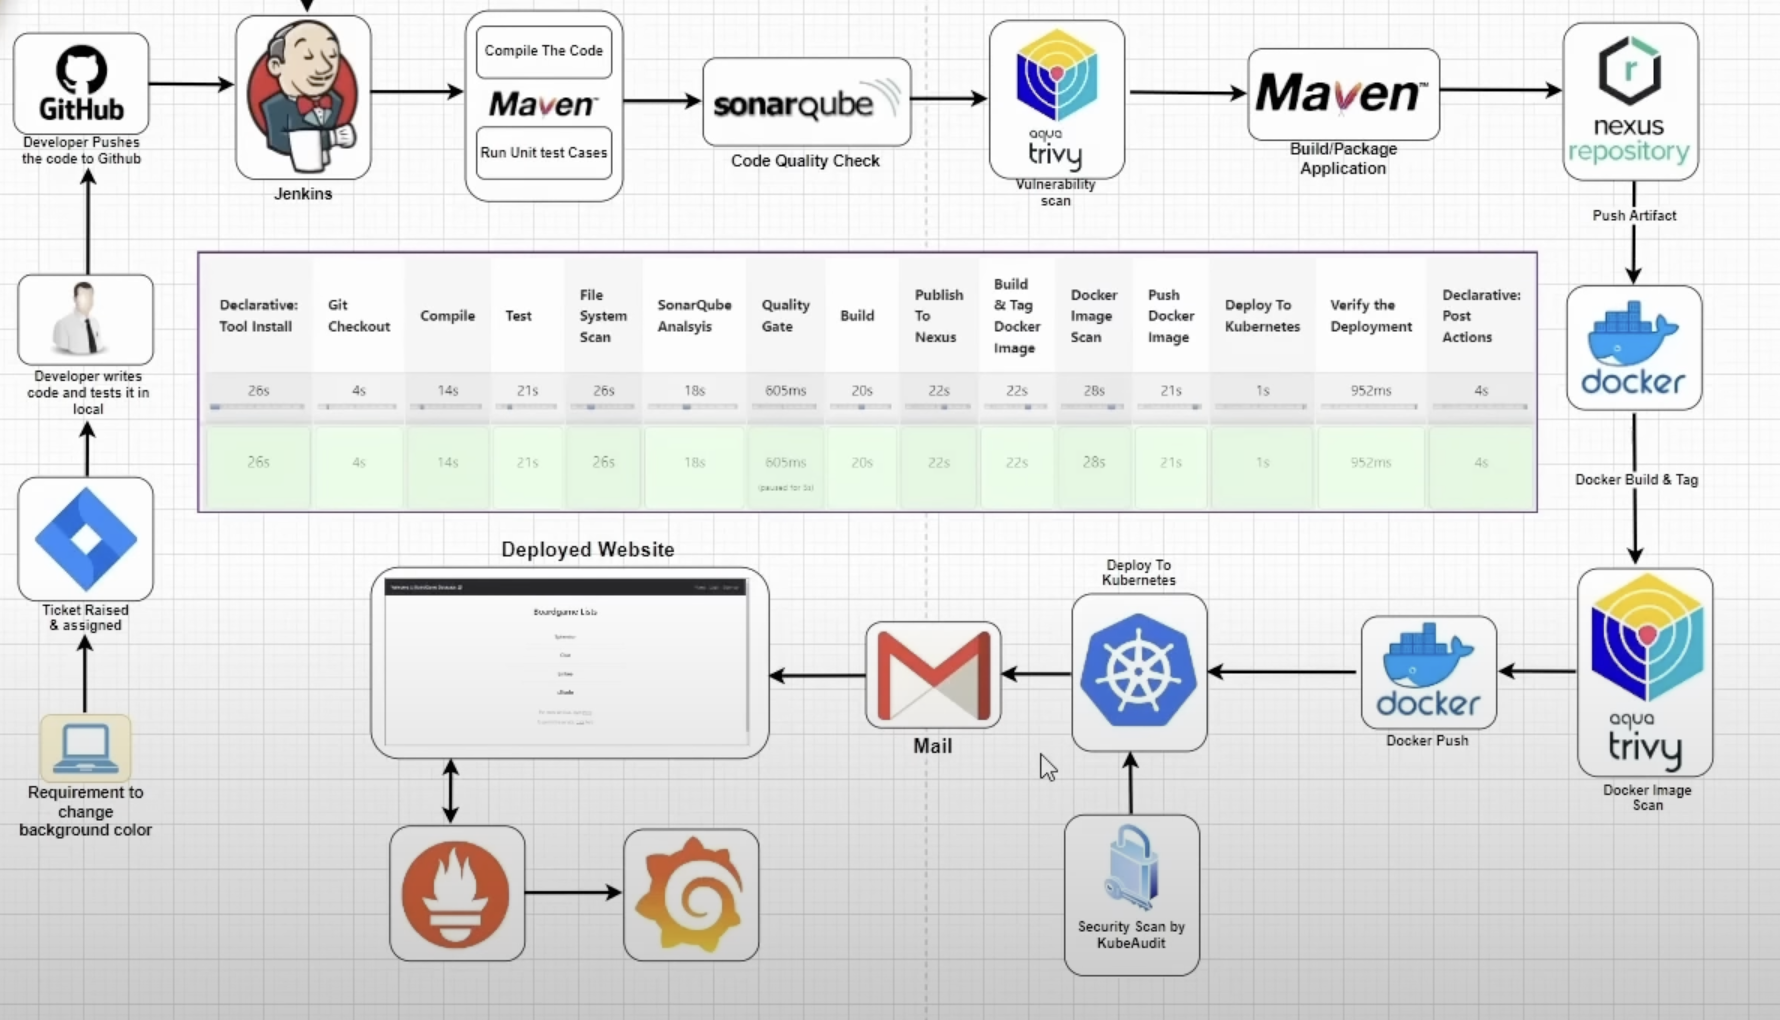 GitHub
Developer Pushes
the code to Github
Jenkins
Compile The Code
Maven™
Run Unit test Cases
sonarqube
Code Quality Check
aqua
trivy
Vulnerability
scan
Maven™
Build/Package
Application
nexus
repository
Push Artifact
docker
Docker Build & Tag
aqua
trivy
Docker Image
Scan
docker
Docker Push
Deploy To
Kubernetes
Security Scan by
KubeAudit
Mail
Deployed Website
Boardgame Lists
Developer writes
code and tests it in
local
Ticket Raised
& assigned
Requirement to
change
background color
Declarative:
Tool Install
Git
Checkout
Compile
Test
File
System
Scan
SonarQube
Analsyis
Quality
Gate
Build
Publish
To
Nexus
Build
& Tag
Docker
Image
Docker
Image
Scan
Push
Docker
Image
Deploy To
Kubernetes
Verify the
Deployment
Declarative:
Post
Actions
26s 4s 14s 21s 26s 18s 605ms 20s 22s 22s 28s 21s 1s 952ms 4s
26s 4s 14s 21s 26s 18s 605ms 20s 22s 22s 28s 21s 1s 952ms 4s
(paused for 5s)